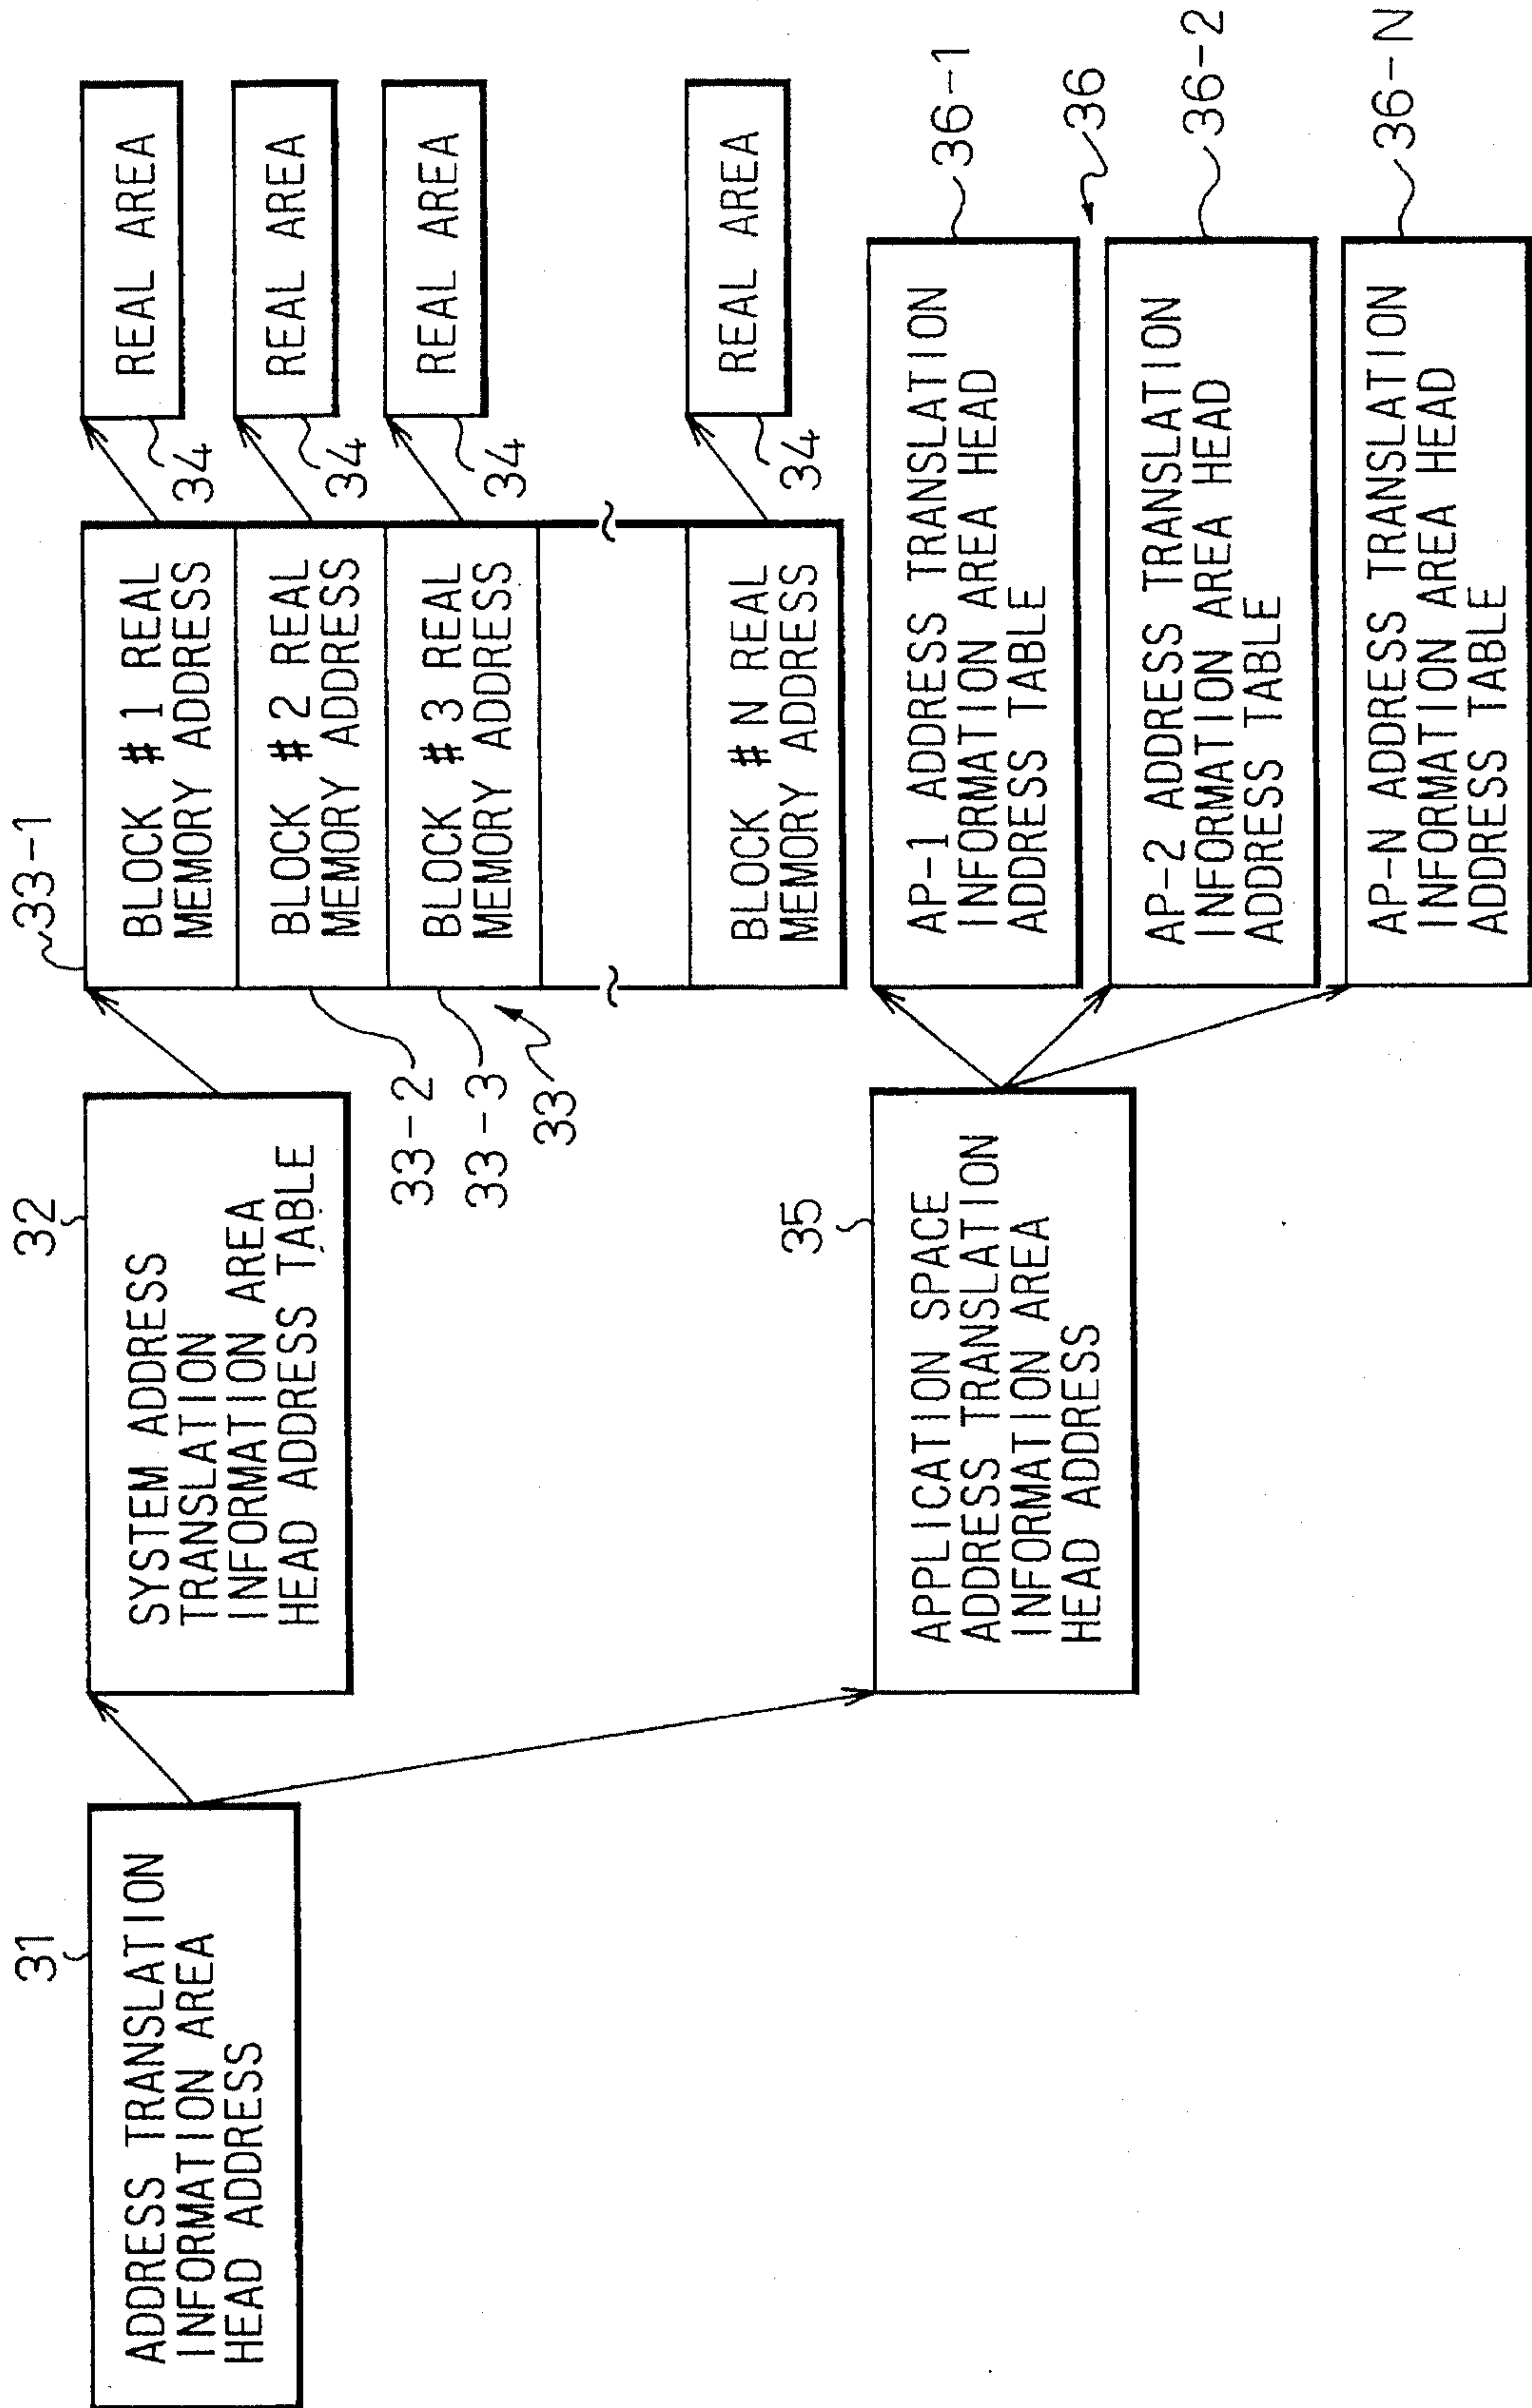 31
ADDRESS TRANSLATION
INFORMATION AREA
HEAD ADDRESS
32
SYSTEM ADDRESS
TRANSLATION
INFORMATION AREA
HEAD ADDRESS TABLE
33-1
BLOCK #1 REAL
MEMORY ADDRESS
BLOCK #2 REAL
MEMORY ADDRESS
BLOCK #3 REAL
MEMORY ADDRESS
BLOCK #N REAL
MEMORY ADDRESS
33-2
33-3
33
REAL AREA
34
REAL AREA
34
REAL AREA
34
REAL AREA
34
35
APPLICATION SPACE
ADDRESS TRANSLATION
INFORMATION AREA
HEAD ADDRESS
AP-1 ADDRESS TRANSLATION
INFORMATION AREA HEAD
ADDRESS TABLE
36-1
36
AP-2 ADDRESS TRANSLATION
INFORMATION AREA HEAD
ADDRESS TABLE
36-2
AP-N ADDRESS TRANSLATION
INFORMATION AREA HEAD
ADDRESS TABLE
36-N